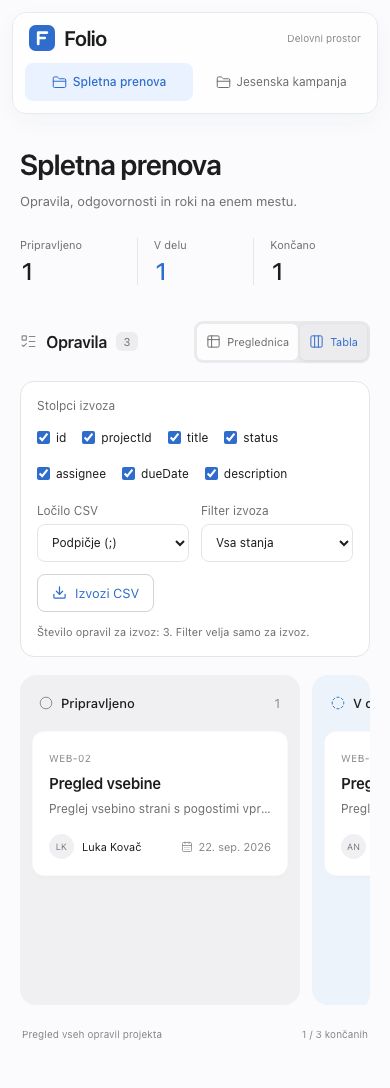 F Folio
Delovni prostor
Spletna prenova
Jesenska kampanja
Spletna prenova
Opravila, odgovornosti in roki na enem mestu.
Pripravljeno
1
V delu
1
Končano
1
Opravila 3
Preglednica
Tabla
Stolpci izvoza
id projectId title status
assignee dueDate description
Ločilo CSV
Podpičje (;)
Filter izvoza
Vsa stanja
Izvozi CSV
Število opravil za izvoz: 3. Filter velja samo za izvoz.
Pripravljeno 1
WEB-02
Pregled vsebine
Preglej vsebino strani s pogostimi vpr…
LK Luka Kovač 22. sep. 2026
V
WEB-
AN
Pregled vseh opravil projekta
1 / 3 končanih